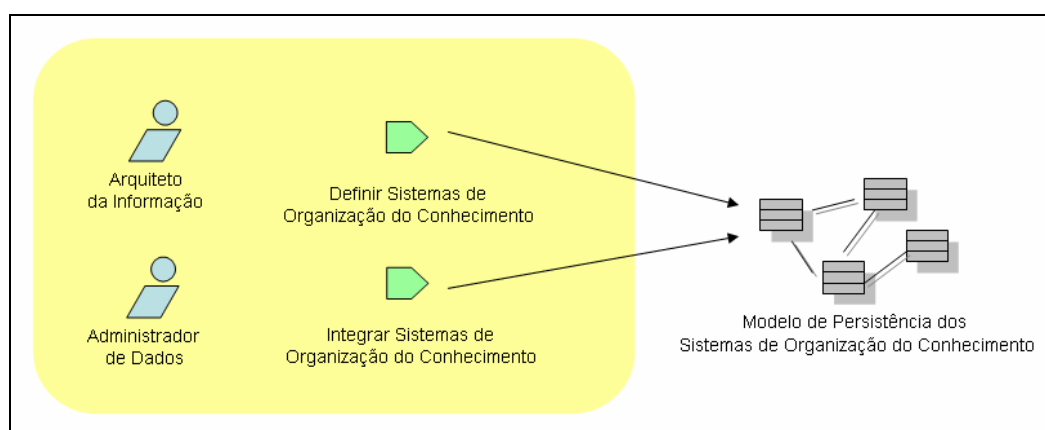 Arquiteto
da Informação
Definir Sistemas de
Organização do Conhecimento
Administrador
de Dados
Integrar Sistemas de
Organização do Conhecimento
Modelo de Persistência dos
Sistemas de Organização do Conhecimento